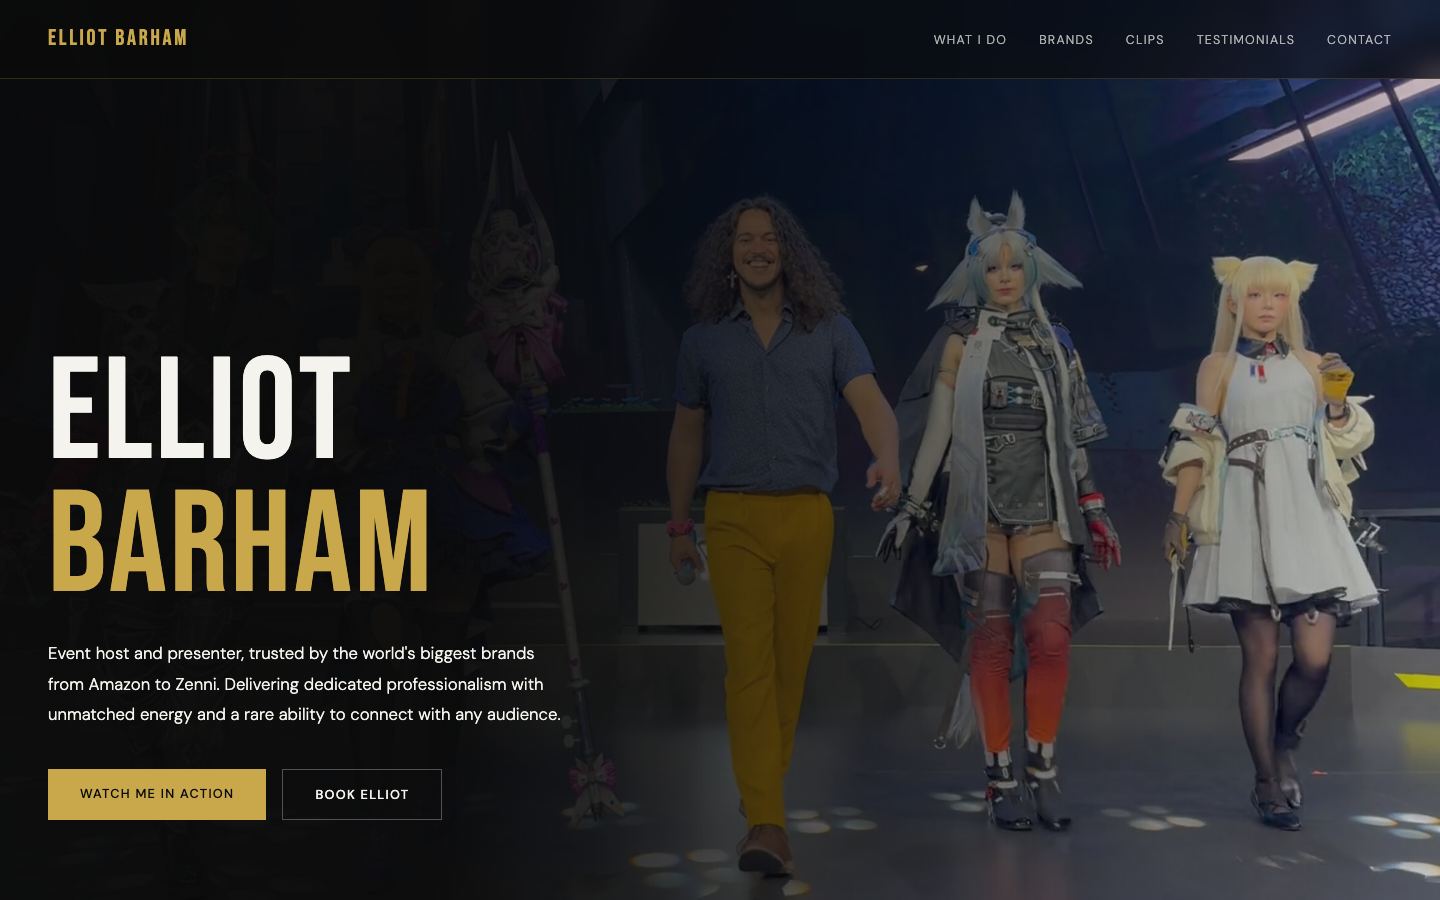 ELLIOT BARHAM
WHAT I DO
BRANDS
CLIPS
TESTIMONIALS
CONTACT
ELLIOT
BARHAM
Event host and presenter, trusted by the world's biggest brands
from Amazon to Zenni. Delivering dedicated professionalism with
unmatched energy and a rare ability to connect with any audience.
WATCH ME IN ACTION
BOOK ELLIOT